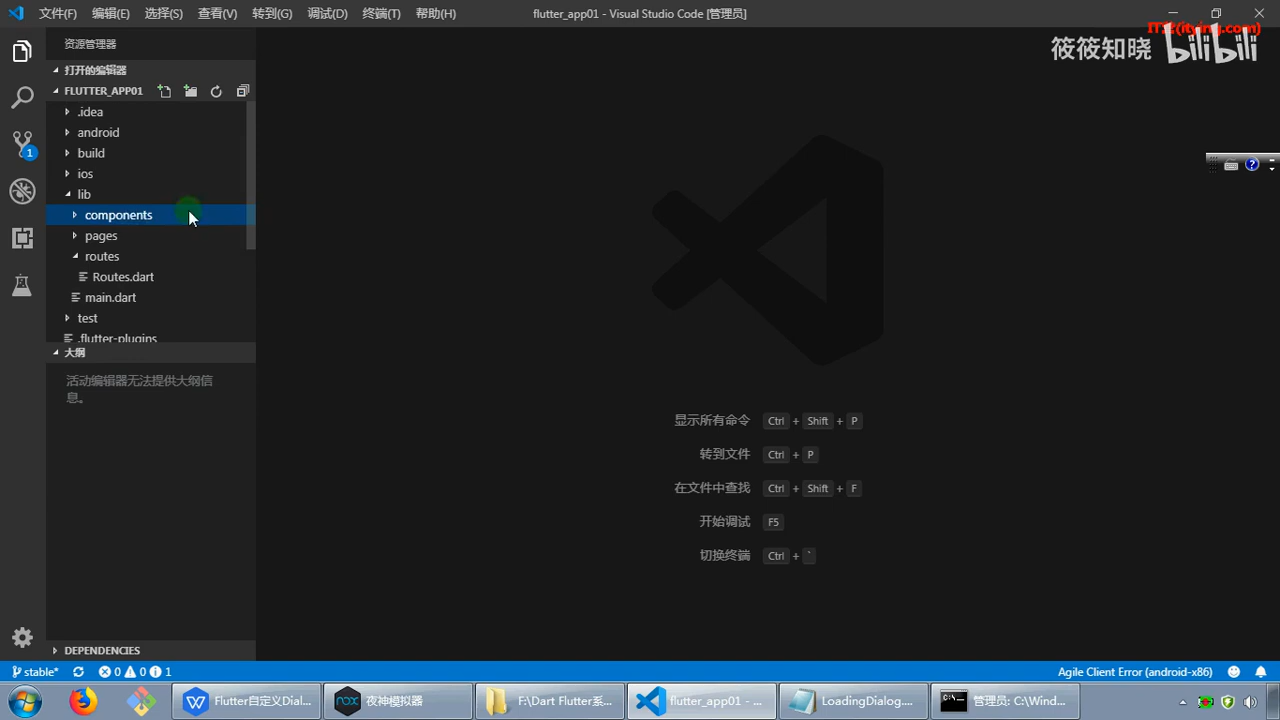 文件(F) 编辑(E) 选择(S) 查看(V) 转到(G) 调试(D) 终端(T) 帮助(H) flutter_app01 - Visual Studio Code [管理员]
(itying.com)
筱筱知晓 bilibili
资源管理器
打开的编辑器
FLUTTER_APP01
.idea
android
build
ios
lib
components
pages
routes
Routes.dart
main.dart
test
.flutter-plugins
大纲
活动编辑器无法提供大纲信
息。
显示所有命令 Ctrl + Shift + P
转到文件 Ctrl + P
在文件中查找 Ctrl + Shift + F
开始调试 F5
切换终端 Ctrl + `
1
DEPENDENCIES
stable* 0 0 1 Agile Client Error (android-x86)
Flutter自定义Dial... nox 夜神模拟器 F:\Dart Flutter系... flutter_app01 - ... LoadingDialog.... 管理员: C:\Wind...